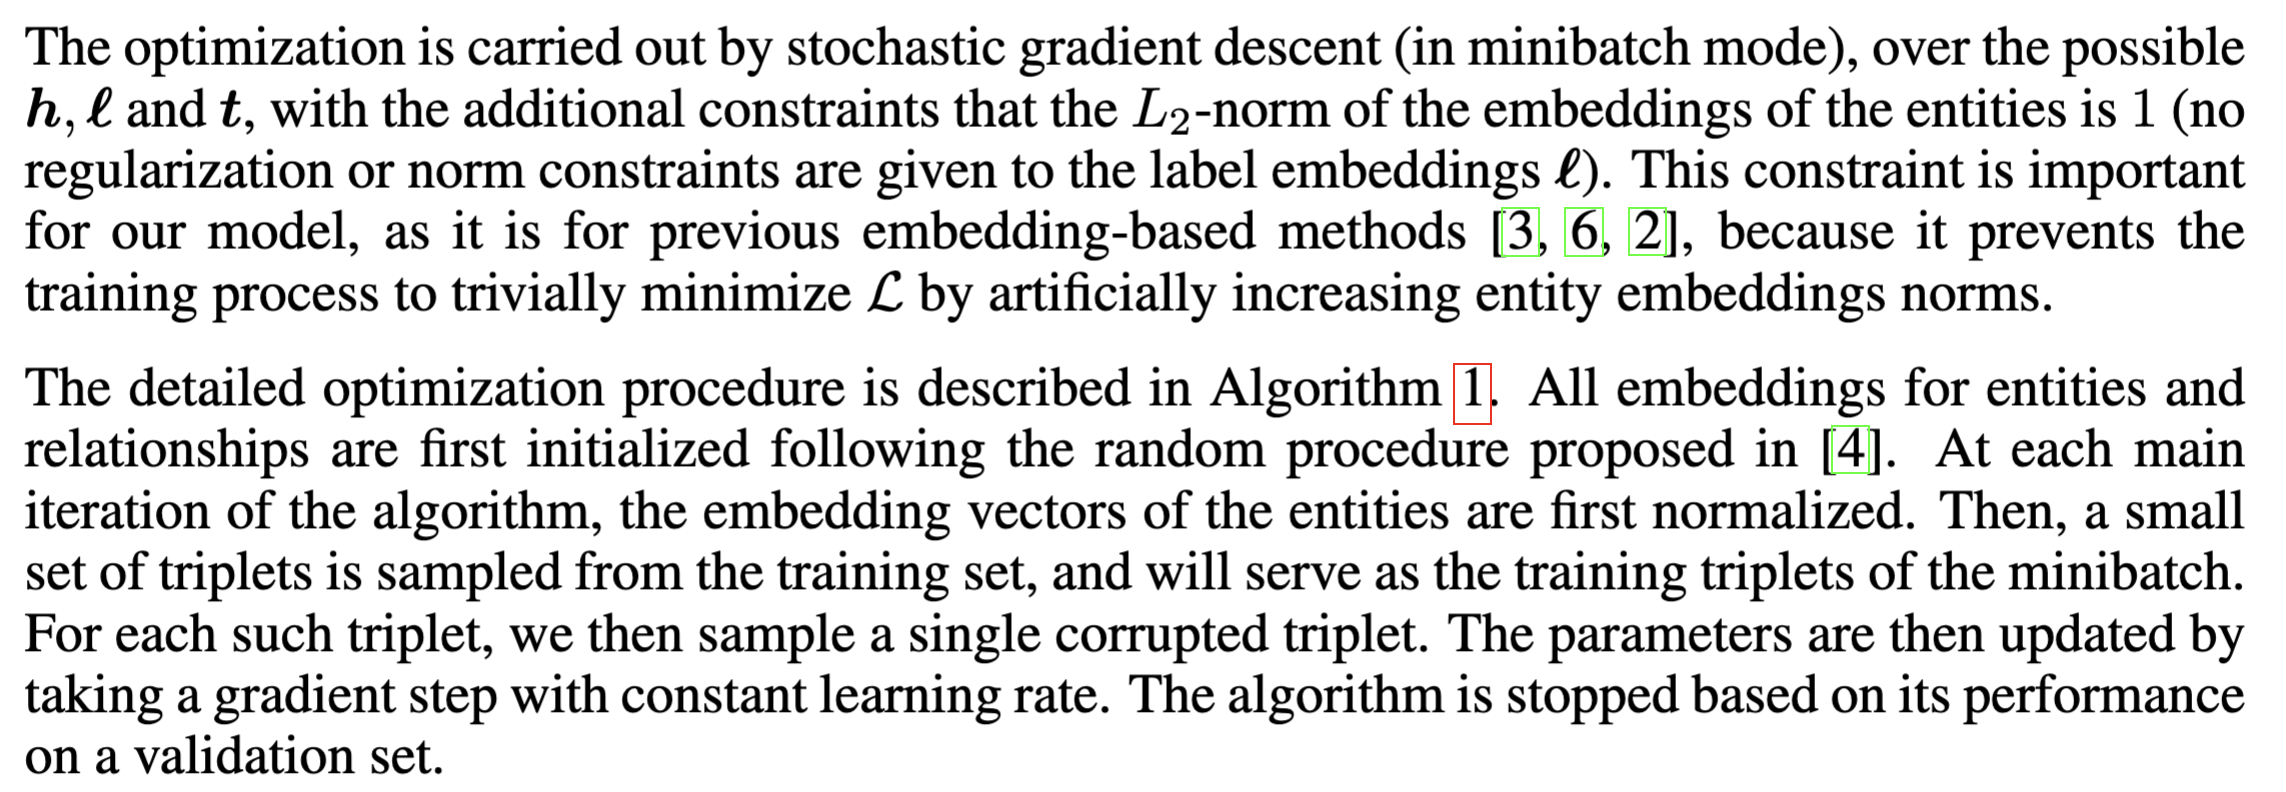 The optimization is carried out by stochastic gradient descent (in minibatch mode), over the possible
h, ℓ and t, with the additional constraints that the L₂-norm of the embeddings of the entities is 1 (no
regularization or norm constraints are given to the label embeddings ℓ). This constraint is important
for our model, as it is for previous embedding-based methods [3, 6, 2], because it prevents the
training process to trivially minimize ℒ by artificially increasing entity embeddings norms.
The detailed optimization procedure is described in Algorithm 1. All embeddings for entities and
relationships are first initialized following the random procedure proposed in [4]. At each main
iteration of the algorithm, the embedding vectors of the entities are first normalized. Then, a small
set of triplets is sampled from the training set, and will serve as the training triplets of the minibatch.
For each such triplet, we then sample a single corrupted triplet. The parameters are then updated by
taking a gradient step with constant learning rate. The algorithm is stopped based on its performance
on a validation set.